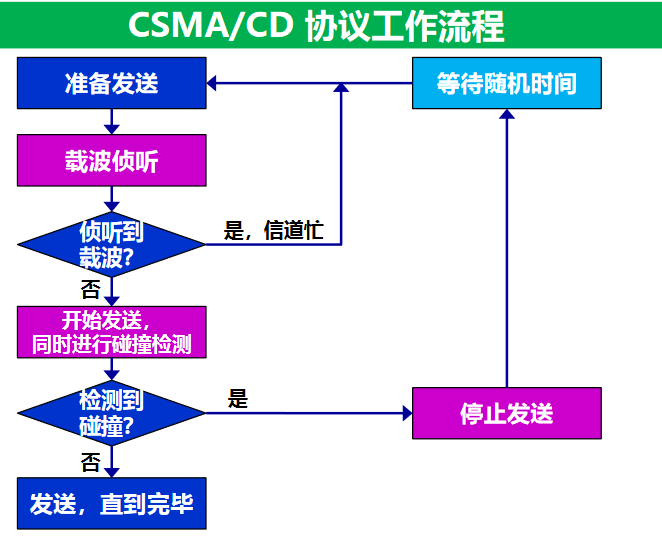 CSMA/CD 协议工作流程
准备发送
等待随机时间
载波侦听
侦听到
载波？
是，信道忙
否
开始发送，
同时进行碰撞检测
检测到
碰撞？
是
停止发送
否
发送，直到完毕